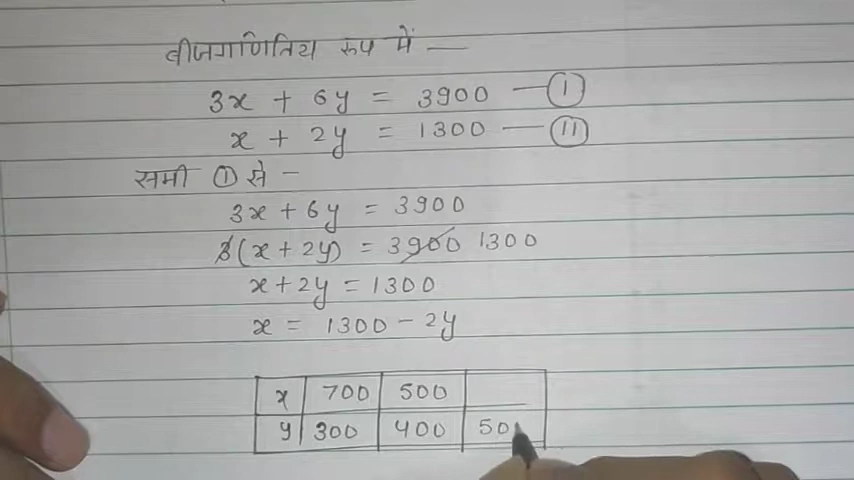 बीजगणितिय रूप में —
3x + 6y = 3900 — I
x + 2y = 1300 — II
समी ① से –
3x + 6y = 3900
3(x + 2y) = 3900 1300
x + 2y = 1300
x = 1300 – 2y
x 700 500
y 300 400 50